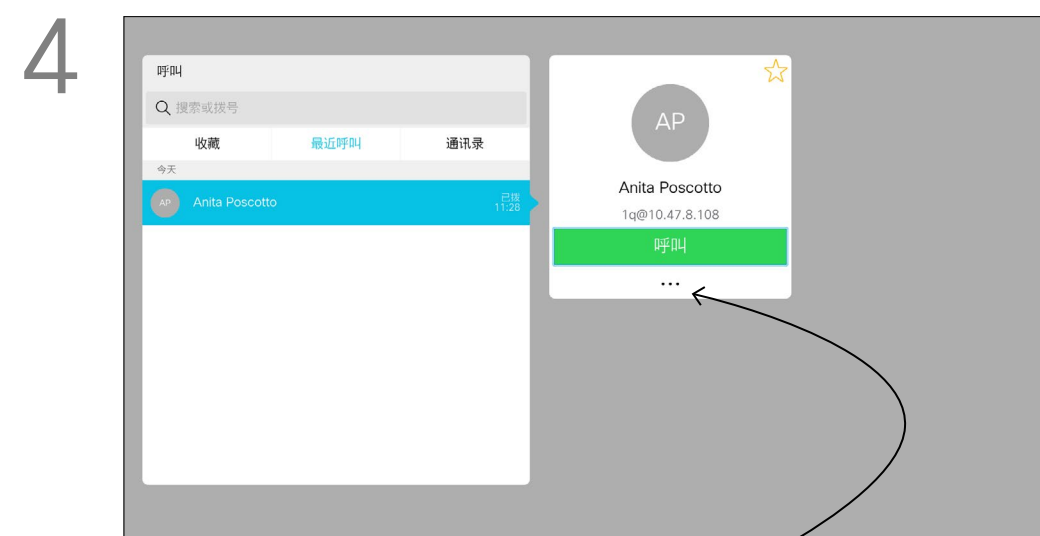 4
呼叫
搜索或拨号
收藏 最近呼叫 通讯录
今天
AP Anita Poscotto 已拨 11:28
AP
Anita Poscotto
1q@10.47.8.108
呼叫
...